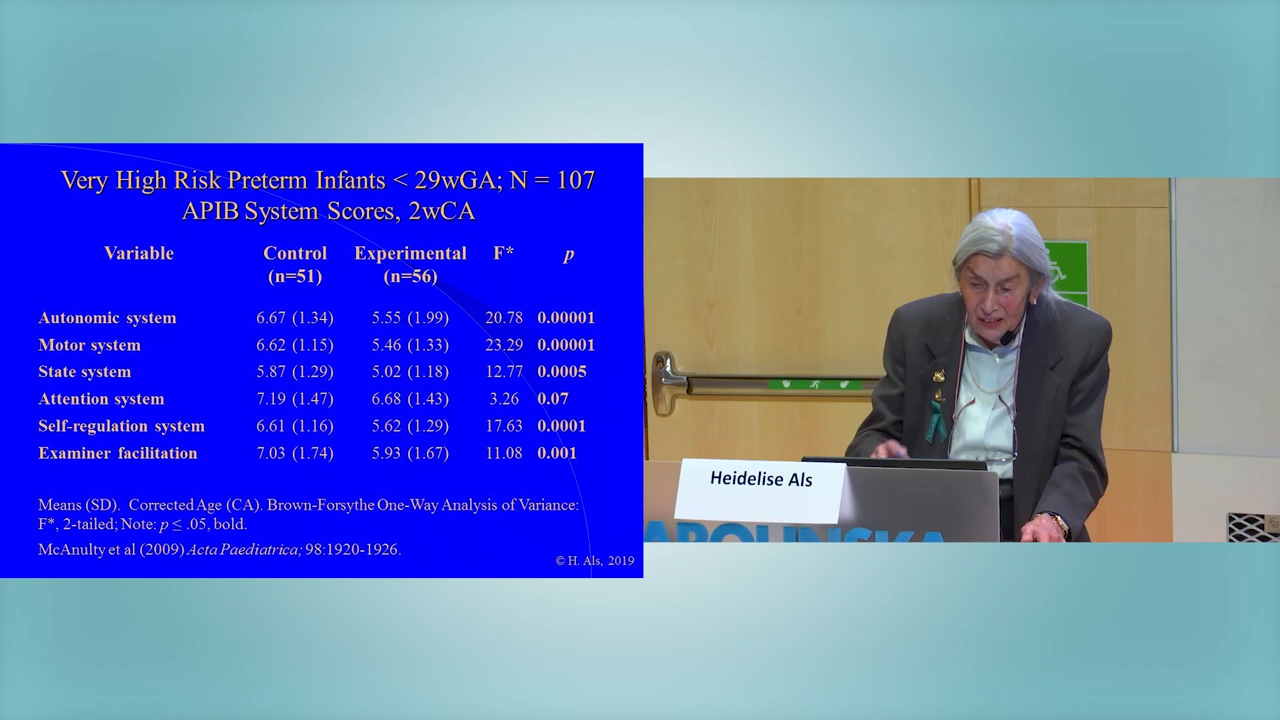 Very High Risk Preterm Infants < 29wGA; N = 107
APIB System Scores, 2wCA
Variable Control Experimental F* p
(n=51) (n=56)
Autonomic system 6.67 (1.34) 5.55 (1.99) 20.78 0.00001
Motor system 6.62 (1.15) 5.46 (1.33) 23.29 0.00001
State system 5.87 (1.29) 5.02 (1.18) 12.77 0.0005
Attention system 7.19 (1.47) 6.68 (1.43) 3.26 0.07
Self-regulation system 6.61 (1.16) 5.62 (1.29) 17.63 0.0001
Examiner facilitation 7.03 (1.74) 5.93 (1.67) 11.08 0.001
Means (SD). Corrected Age (CA). Brown-Forsythe One-Way Analysis of Variance:
F*, 2-tailed; Note: p ≤ .05, bold.
McAnulty et al (2009) Acta Paediatrica; 98:1920-1926.
© H. Als, 2019
Heidelise Als
AROLINSKA